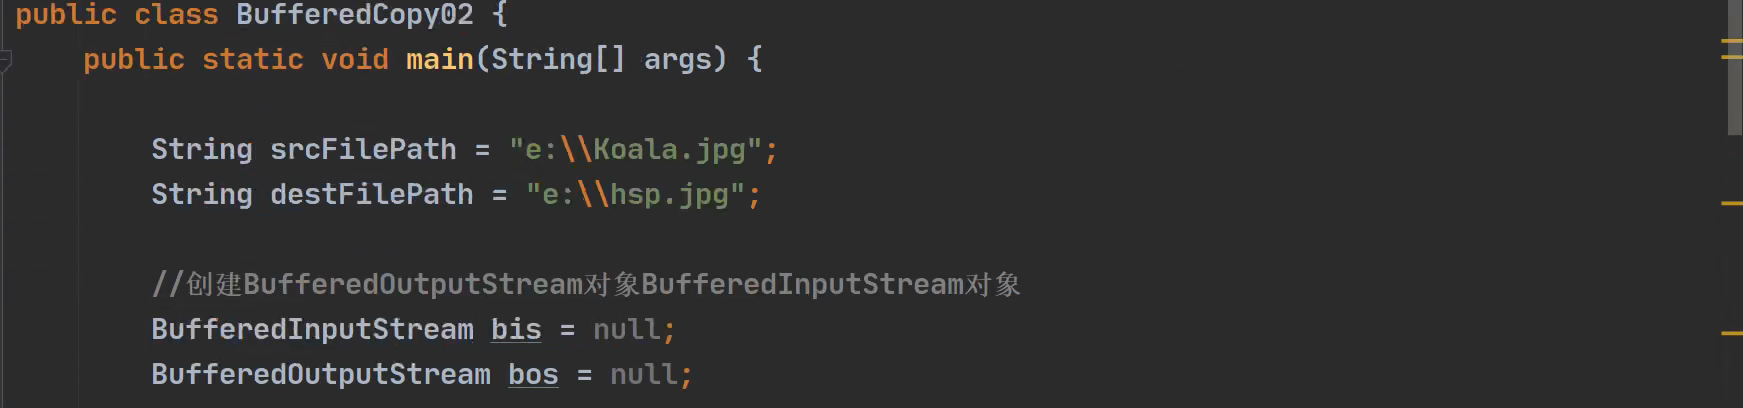 public class BufferedCopy02 {
public static void main(String[] args) {
String srcFilePath = "e:\\Koala.jpg";
String destFilePath = "e:\\hsp.jpg";
//创建BufferedOutputStream对象BufferedInputStream对象
BufferedInputStream bis = null;
BufferedOutputStream bos = null;